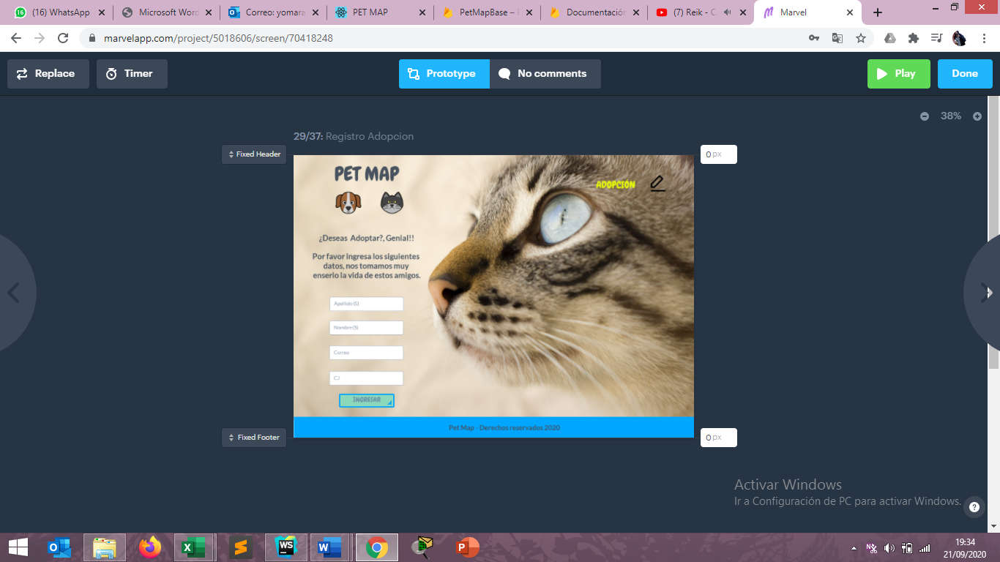 (16) WhatsApp
Microsoft Word
Correo: yomara
PET MAP
PetMapBase – F
Documentación
(7) Reik - C
Marvel
marvelapp.com/project/5018606/screen/70418248
Replace
Timer
Prototype
No comments
Play
Done
38%
29/37: Registro Adopcion
Fixed Header
0 px
PET MAP
ADOPCIÓN
¿Deseas Adoptar?, Genial!!
Por favor ingresa los siguientes
datos, nos tomamos muy
enserio la vida de estos amigos.
Apellido (S)
Nombre (S)
Correo
C.I
INGRESAR
Pet Map - Derechos reservados 2020
Fixed Footer
0 px
Activar Windows
Ir a Configuración de PC para activar Windows.
19:34
21/09/2020